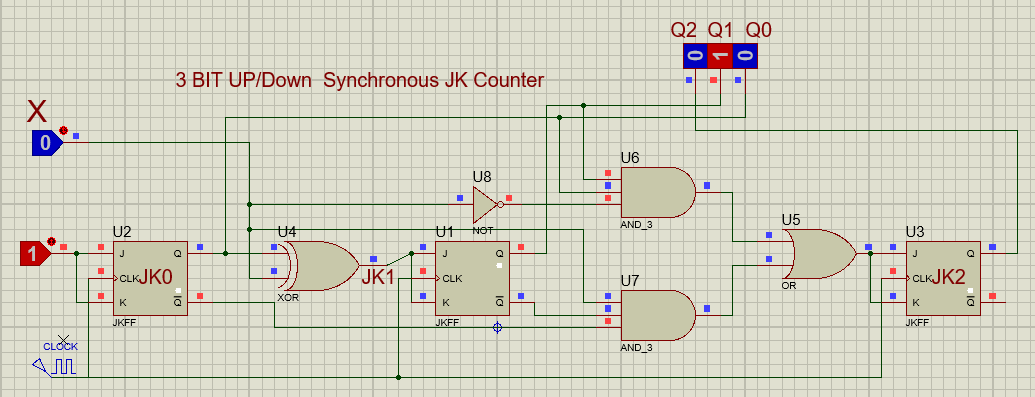 Q2 Q1 Q0
0 1 0
3 BIT UP/Down Synchronous JK Counter
X
0
U6
AND_3
U8
NOT
U5
OR
1
U2
J Q
CLK
K Q
JK0
JKFF
U4
XOR
JK1
U1
J Q
CLK
K Q
JKFF
U7
AND_3
U3
J Q
CLK
K Q
JK2
JKFF
CLOCK